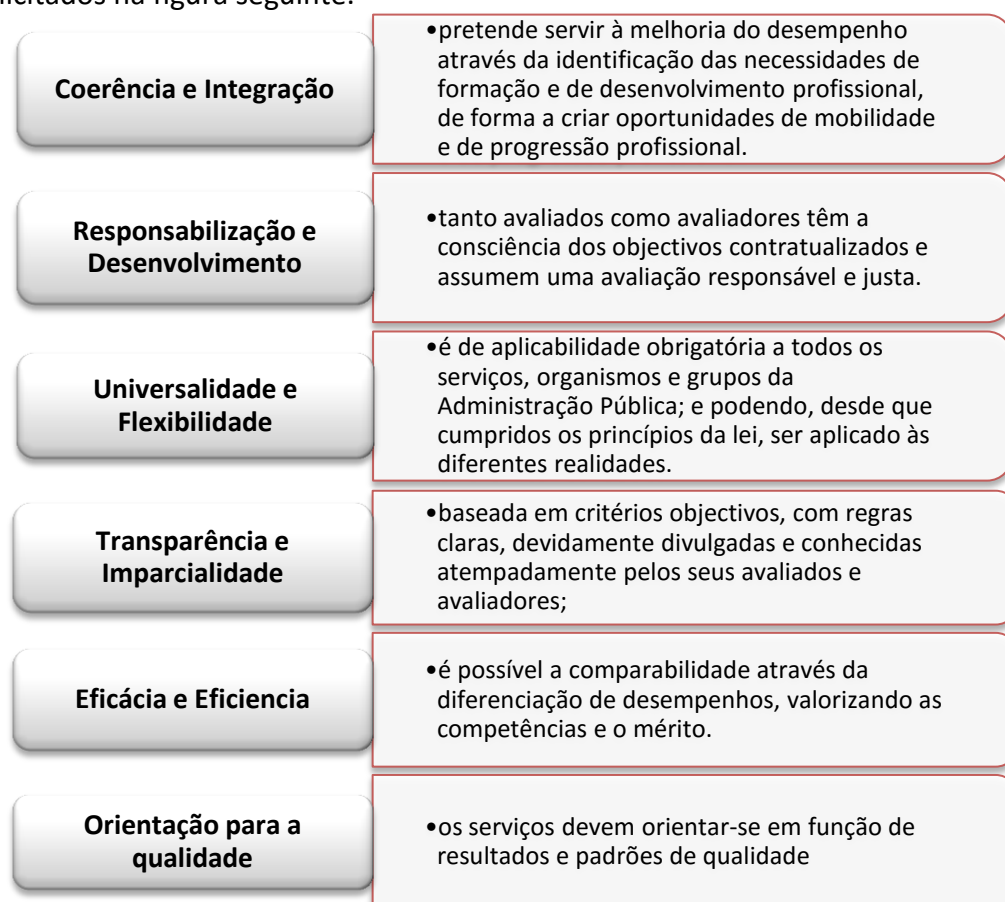 Coerência e Integração
•pretende servir à melhoria do desempenho
através da identificação das necessidades de
formação e de desenvolvimento profissional,
de forma a criar oportunidades de mobilidade
e de progressão profissional.
Responsabilização e
Desenvolvimento
•tanto avaliados como avaliadores têm a
consciência dos objectivos contratualizados e
assumem uma avaliação responsável e justa.
Universalidade e
Flexibilidade
•é de aplicabilidade obrigatória a todos os
serviços, organismos e grupos da
Administração Pública; e podendo, desde que
cumpridos os princípios da lei, ser aplicado às
diferentes realidades.
Transparência e
Imparcialidade
•baseada em critérios objectivos, com regras
claras, devidamente divulgadas e conhecidas
atempadamente pelos seus avaliados e
avaliadores;
Eficácia e Eficiencia
•é possível a comparabilidade através da
diferenciação de desempenhos, valorizando as
competências e o mérito.
Orientação para a
qualidade
•os serviços devem orientar-se em função de
resultados e padrões de qualidade